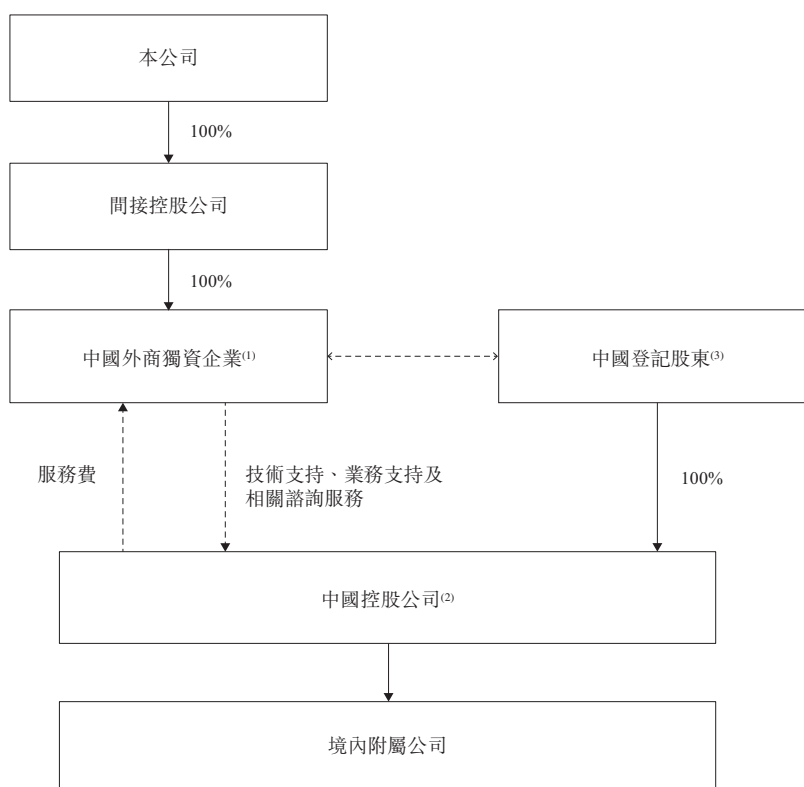 本公司
100%
間接控股公司
100%
中國外商獨資企業(1)
中國登記股東(3)
服務費
技術支持、業務支持及
相關諮詢服務
100%
中國控股公司(2)
境內附屬公司